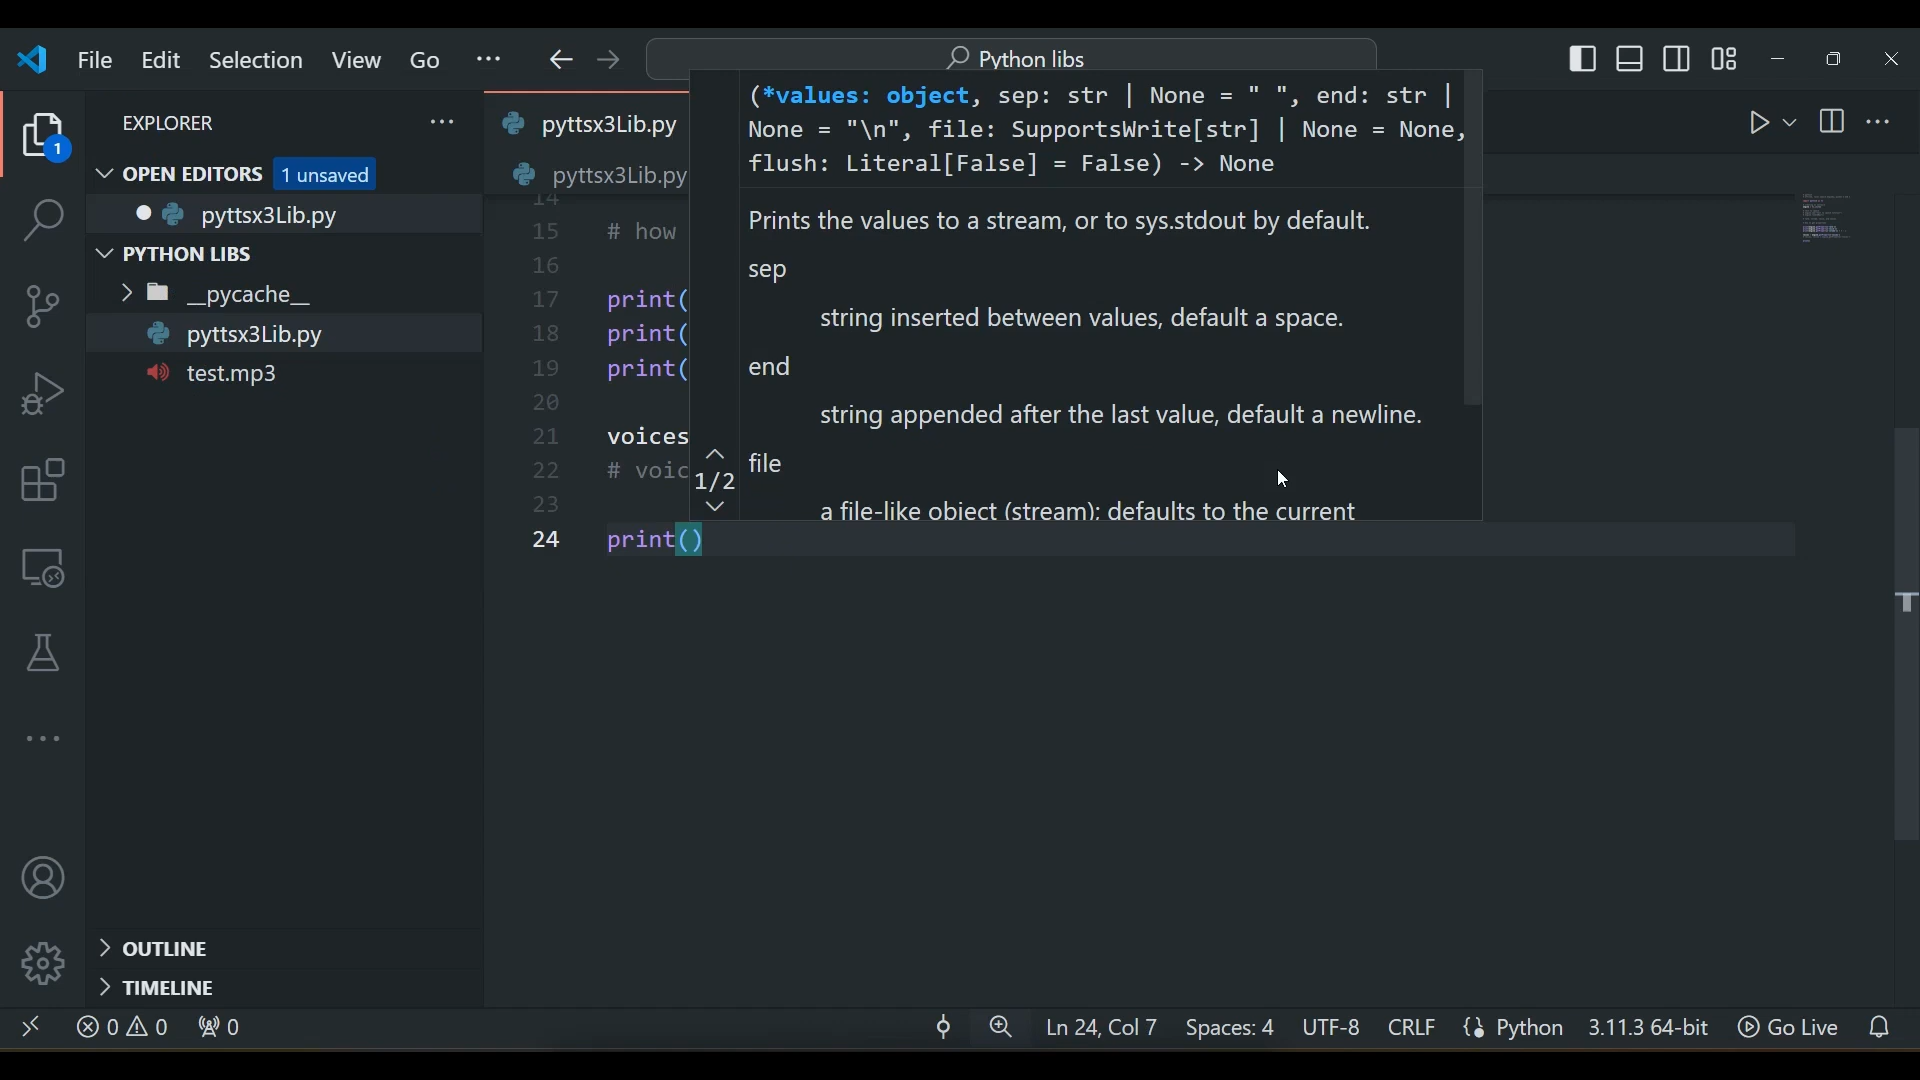 File Edit Selection View Go
Python libs
EXPLORER
OPEN EDITORS 1 unsaved
pyttsx3Lib.py
PYTHON LIBS
__pycache__
pyttsx3Lib.py
test.mp3
OUTLINE
TIMELINE
pyttsx3Lib.py
pyttsx3Lib.py
14
15 # how
16
17 print(
18 print(
19 print(
20
21 voices
22 # voic
23
24 print()
(*values: object, sep: str | None = " ", end: str |
None = "\n", file: SupportsWrite[str] | None = None,
flush: Literal[False] = False) -> None
Prints the values to a stream, or to sys.stdout by default.
sep
string inserted between values, default a space.
end
string appended after the last value, default a newline.
file
a file-like object (stream); defaults to the current
1/2
1
0 0 0
Ln 24, Col 7 Spaces: 4 UTF-8 CRLF Python 3.11.3 64-bit Go Live